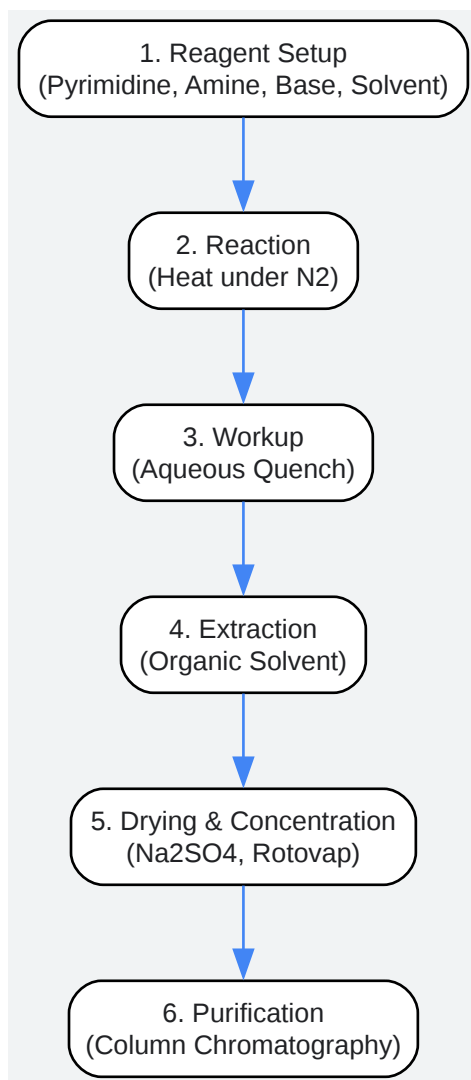 1. Reagent Setup
(Pyrimidine, Amine, Base, Solvent)
2. Reaction
(Heat under N2)
3. Workup
(Aqueous Quench)
4. Extraction
(Organic Solvent)
5. Drying & Concentration
(Na2SO4, Rotovap)
6. Purification
(Column Chromatography)